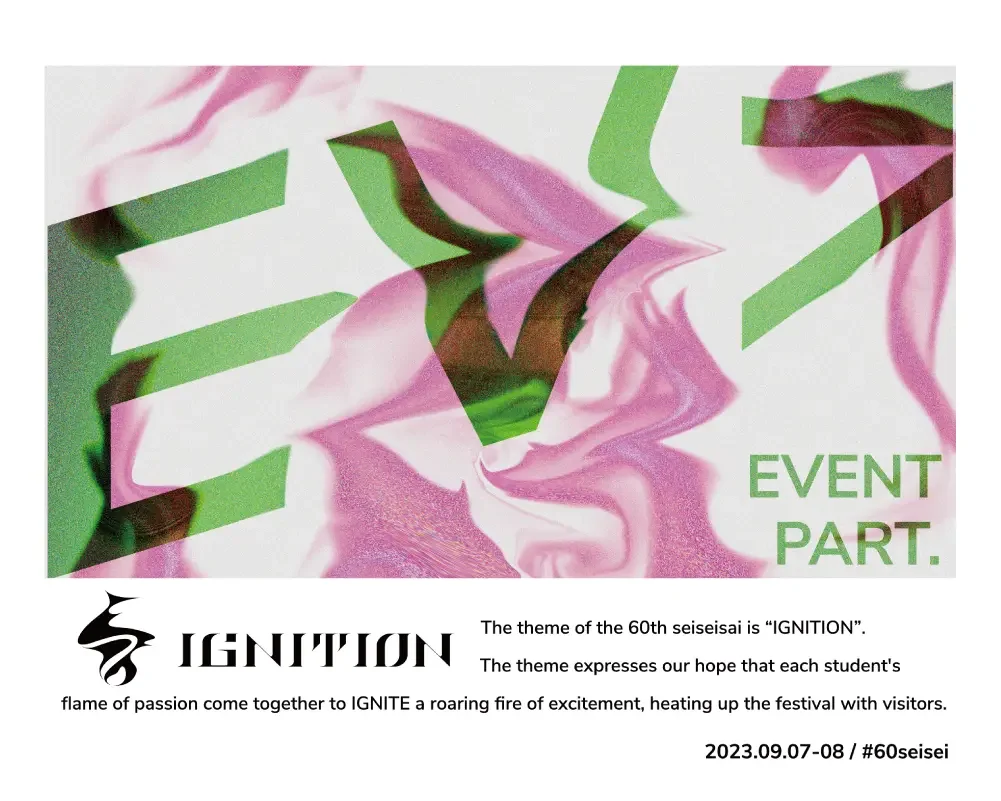 EV
EVENT
PART.
IGNITION
The theme of the 60th seiseisai is “IGNITION”.
The theme expresses our hope that each student's
flame of passion come together to IGNITE a roaring fire of excitement, heating up the festival with visitors.
2023.09.07-08 / #60seisei